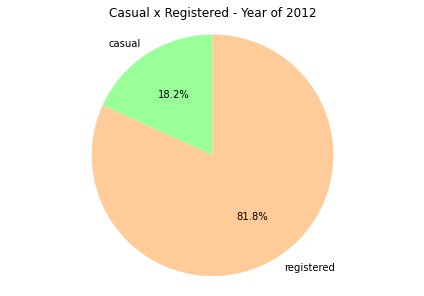 Casual x Registered - Year of 2012
casual
18.2%
81.8%
registered